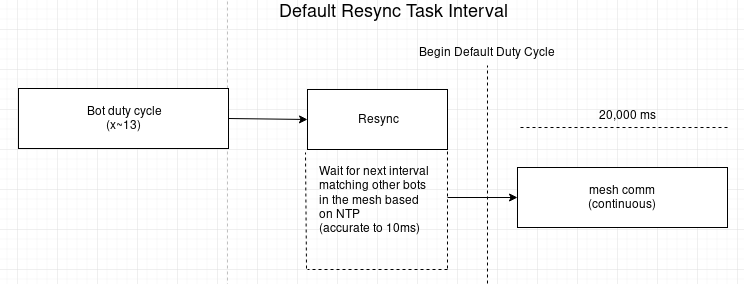 Default Resync Task Interval
Begin Default Duty Cycle
Bot duty cycle
(x~13)
Resync
20,000 ms
Wait for next interval
matching other bots
in the mesh based
on NTP
(accurate to 10ms)
mesh comm
(continuous)